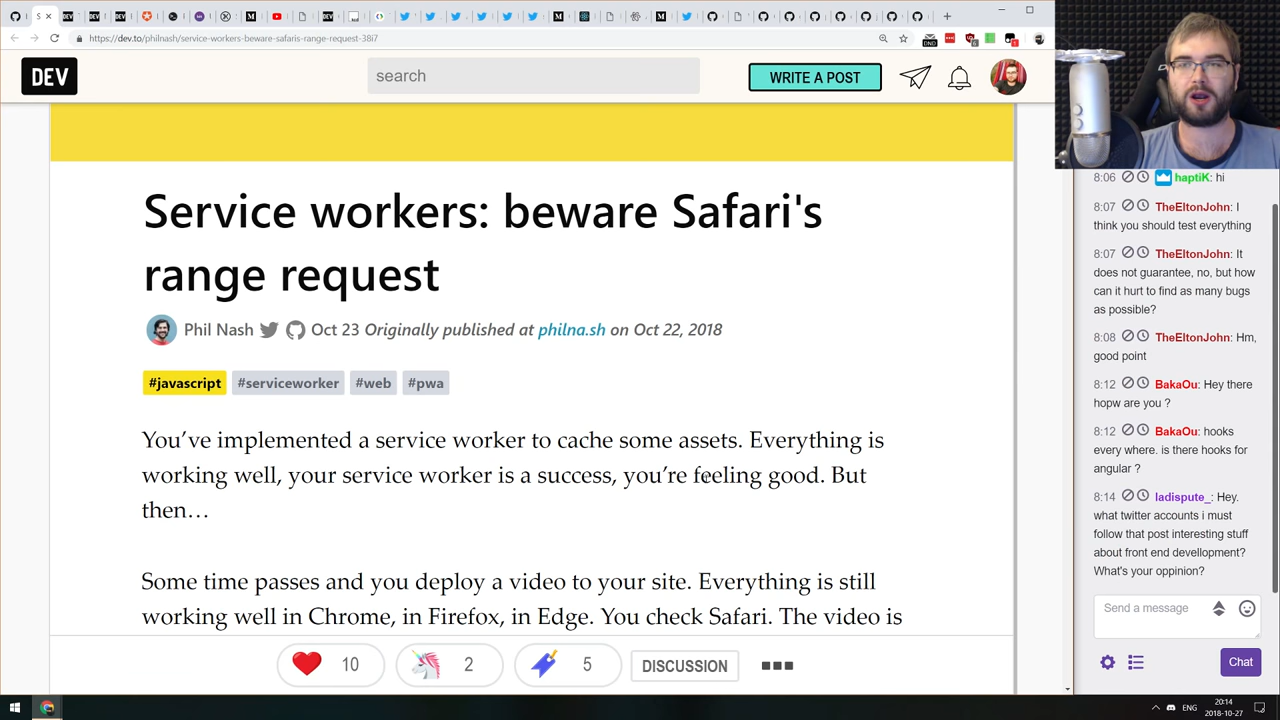 https://dev.to/philnash/service-workers-beware-safaris-range-request-38i7
DEV
search
WRITE A POST
Service workers: beware Safari's
range request
Phil Nash Oct 23 Originally published at philna.sh on Oct 22, 2018
#javascript #serviceworker #web #pwa
You’ve implemented a service worker to cache some assets. Everything is
working well, your service worker is a success, you’re feeling good. But
then…
Some time passes and you deploy a video to your site. Everything is still
working well in Chrome, in Firefox, in Edge. You check Safari. The video is
10
2
5
DISCUSSION
8:06 haptiK: hi
8:07 TheEltonJohn: I
think you should test everything
8:07 TheEltonJohn: It
does not guarantee, no, but how
can it hurt to find as many bugs
as possible?
8:08 TheEltonJohn: Hm,
good point
8:12 BakaOu: Hey there
hopw are you ?
8:12 BakaOu: hooks
every where. is there hooks for
angular ?
8:14 ladispute_: Hey.
what twitter accounts i must
follow that post interesting stuff
about front end devellopment?
What's your oppinion?
Send a message
Chat
ENG
20:14
2018-10-27